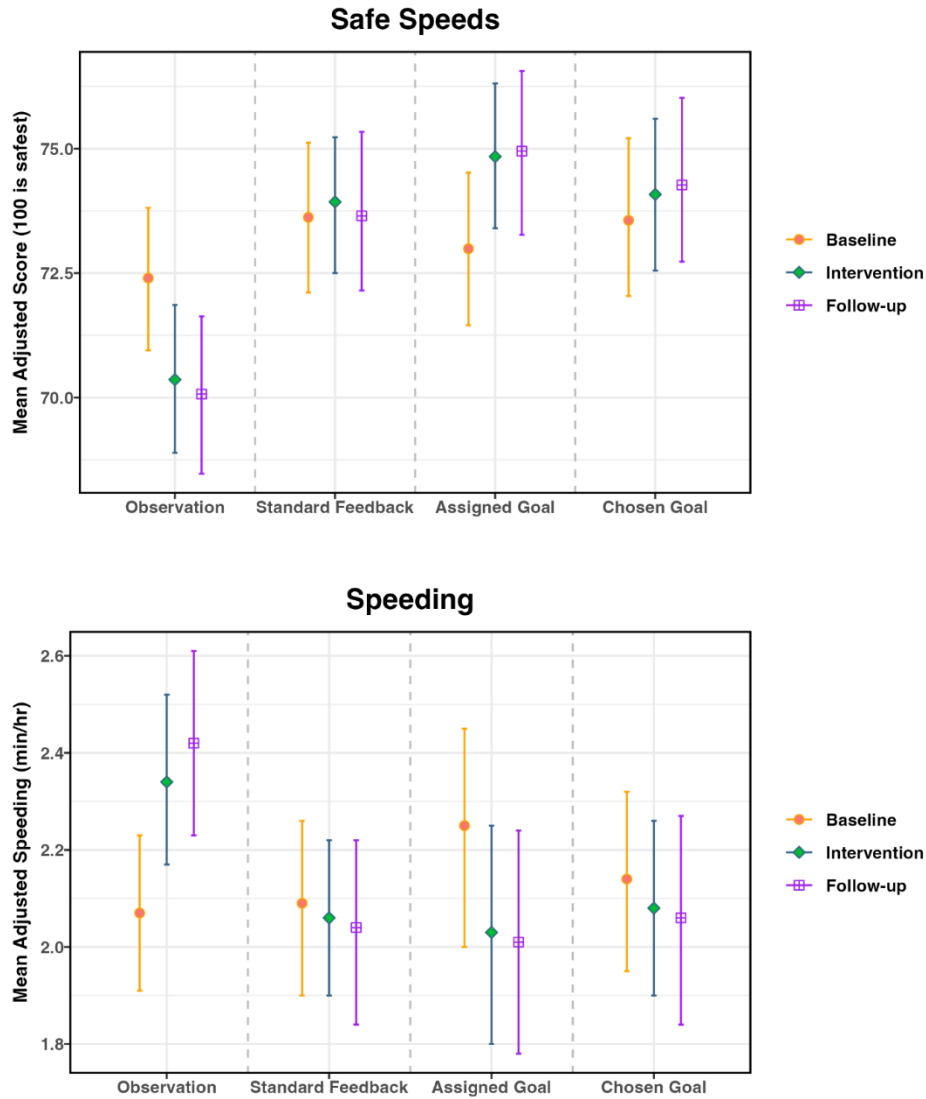 Safe Speeds
Mean Adjusted Score (100 is safest)
75.0
72.5
70.0
Observation
Standard Feedback
Assigned Goal
Chosen Goal
Baseline
Intervention
Follow-up
Speeding
Mean Adjusted Speeding (min/hr)
2.6
2.4
2.2
2.0
1.8
Observation
Standard Feedback
Assigned Goal
Chosen Goal
Baseline
Intervention
Follow-up